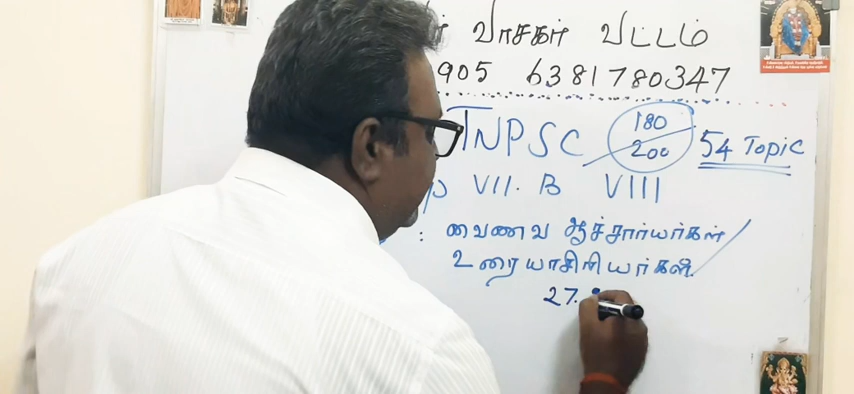 வாசகர் வட்டம்
905 6381780347
TNPSC 180/200 54 Topic
VII. B VIII
: வைணவ ஆச்சார்யர்கள்/
உரையாசிரியர்கள்
27.